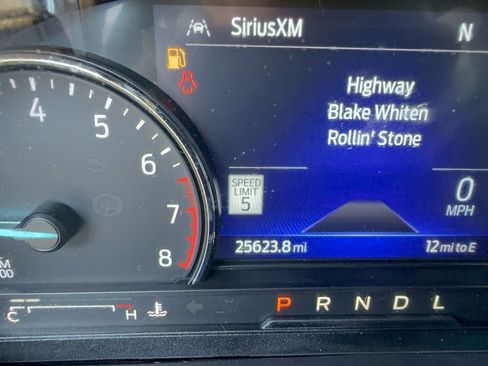 SiriusXM
N
Highway
Blake Whiten
Rollin' Stone
4
5
6
7
8
SPEED
LIMIT
5
0
MPH
25623.8 mi
12 mi to E
C
H
P R N D L